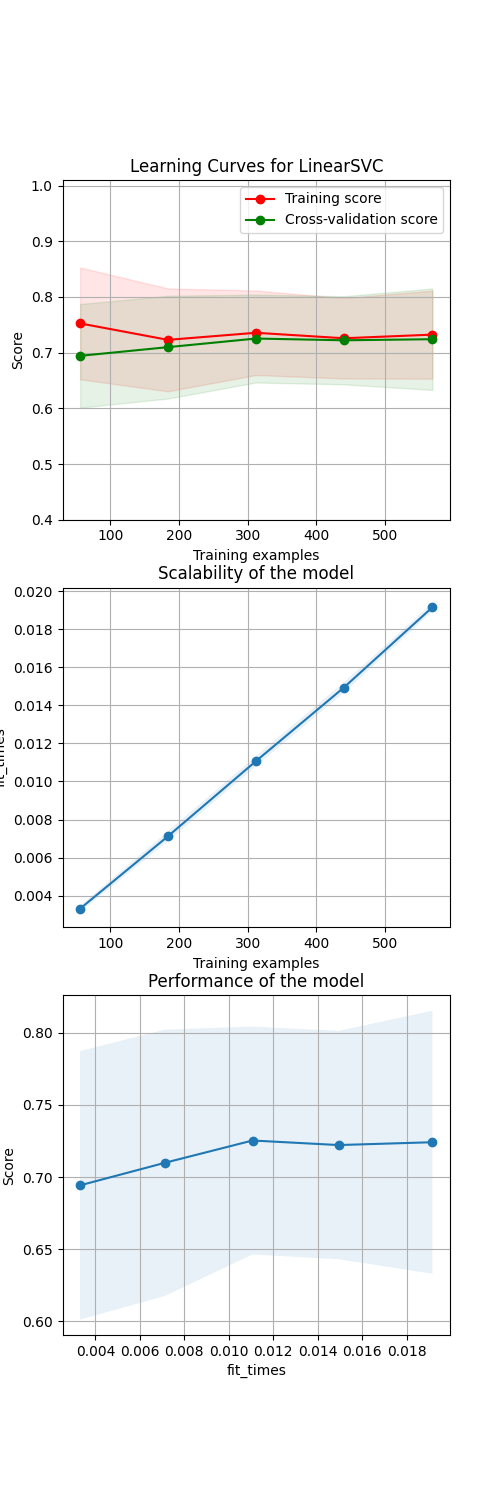 Learning Curves for LinearSVC
1.0
0.9
0.8
0.7
0.6
0.5
0.4
Score
Training score
Cross-validation score
100 200 300 400 500
Training examples
Scalability of the model
0.020
0.018
0.016
0.014
0.012
0.010
0.008
0.006
0.004
fit_times
100 200 300 400 500
Training examples
Performance of the model
0.80
0.75
0.70
0.65
0.60
Score
0.004 0.006 0.008 0.010 0.012 0.014 0.016 0.018
fit_times